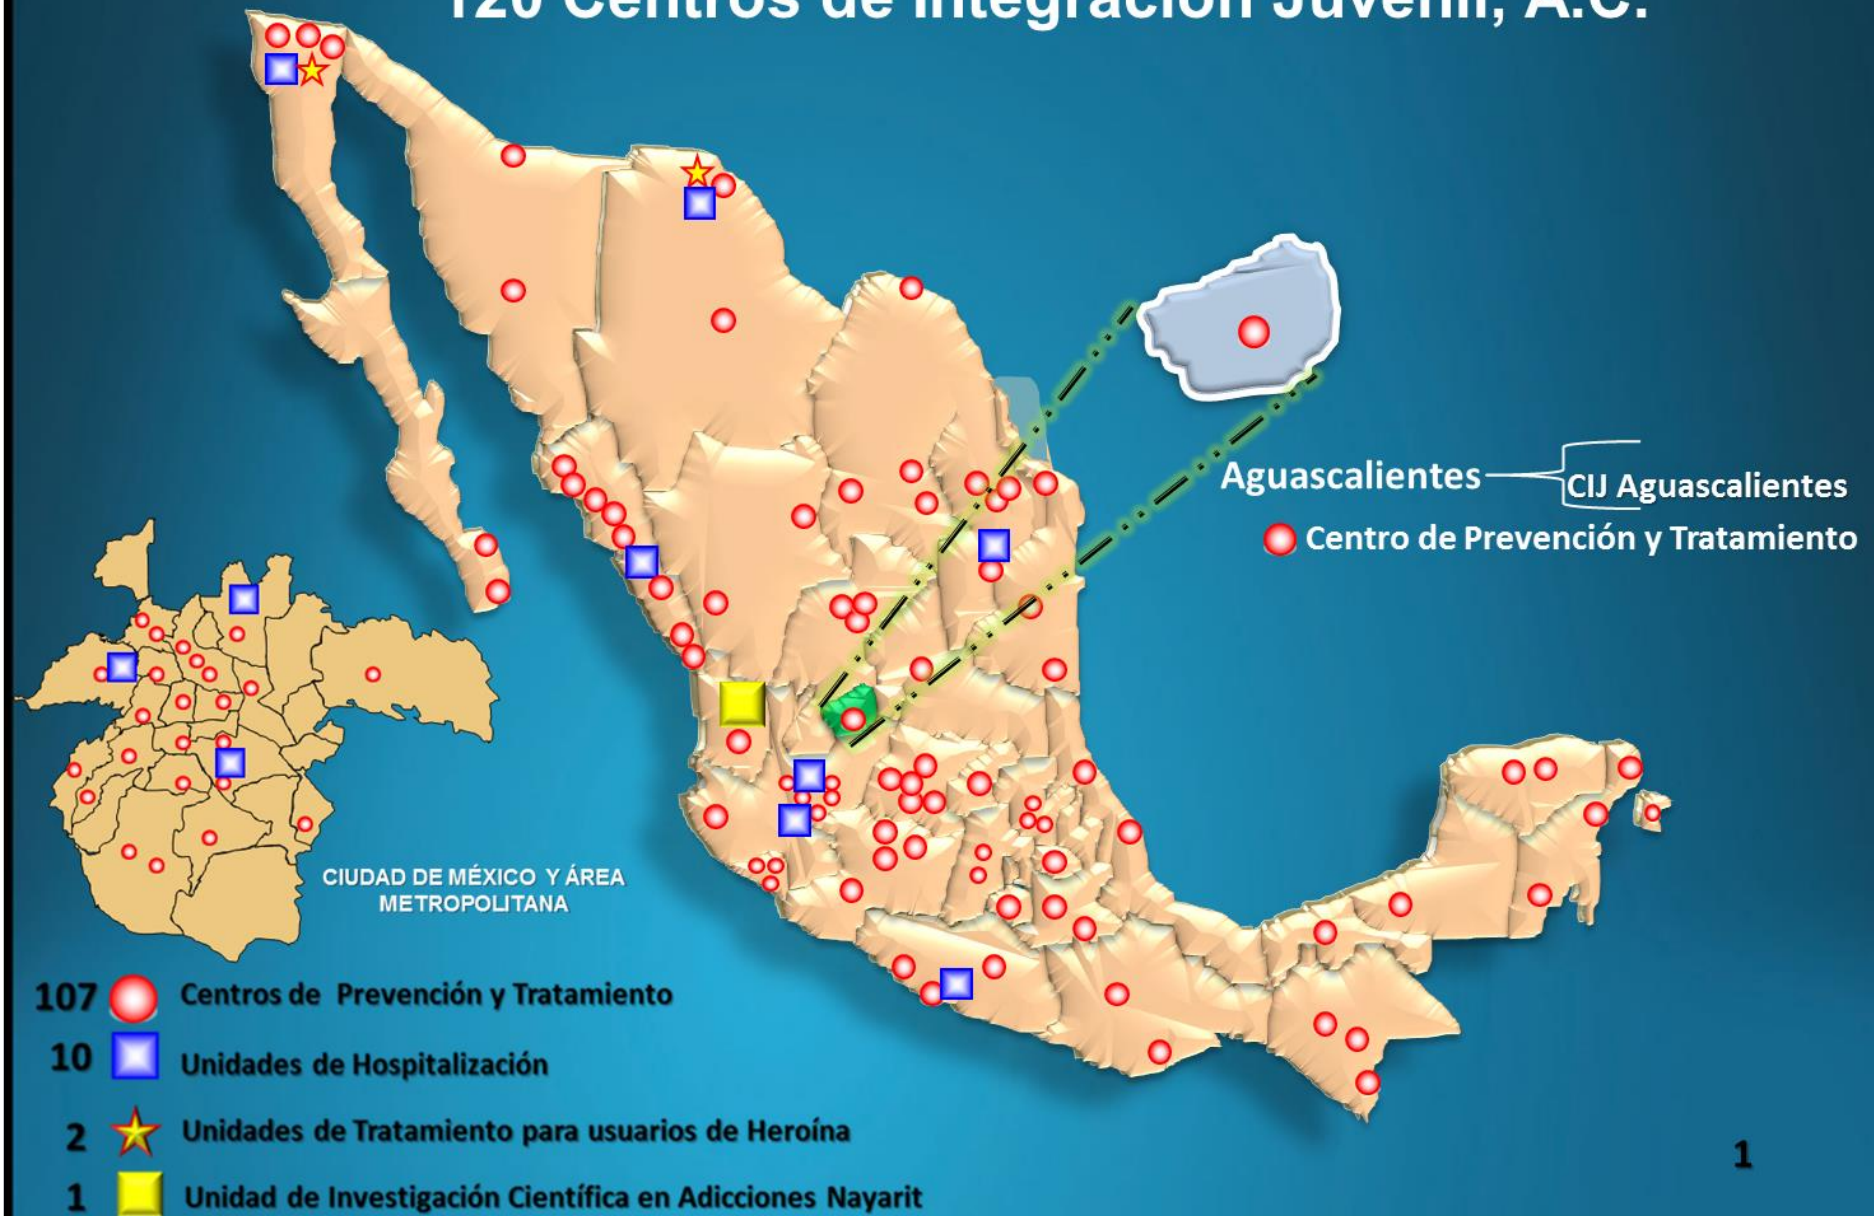 120 Centros de Integración Juvenil, A.C.
Aguascalientes
CIJ Aguascalientes
Centro de Prevención y Tratamiento
CIUDAD DE MÉXICO Y ÁREA
METROPOLITANA
107 Centros de Prevención y Tratamiento
10 Unidades de Hospitalización
2 Unidades de Tratamiento para usuarios de Heroína
1 Unidad de Investigación Científica en Adicciones Nayarit
1